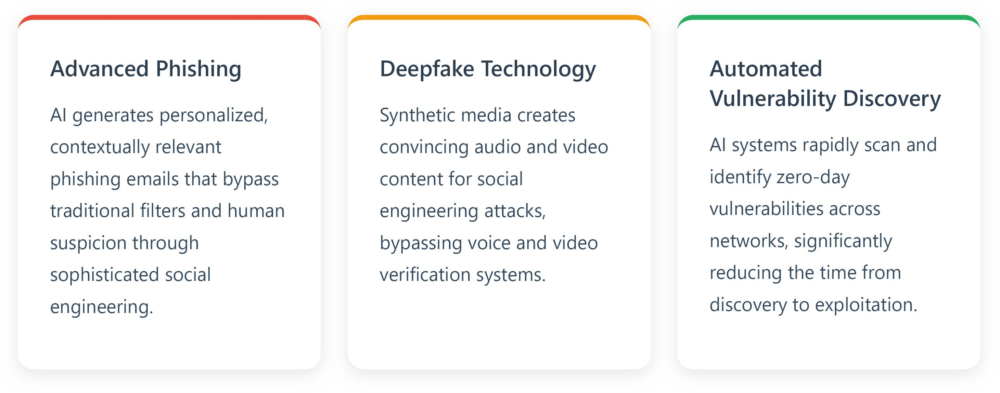 Advanced Phishing
AI generates personalized,
contextually relevant
phishing emails that bypass
traditional filters and human
suspicion through
sophisticated social
engineering.
Deepfake Technology
Synthetic media creates
convincing audio and video
content for social
engineering attacks,
bypassing voice and video
verification systems.
Automated
Vulnerability Discovery
AI systems rapidly scan and
identify zero-day
vulnerabilities across
networks, significantly
reducing the time from
discovery to exploitation.